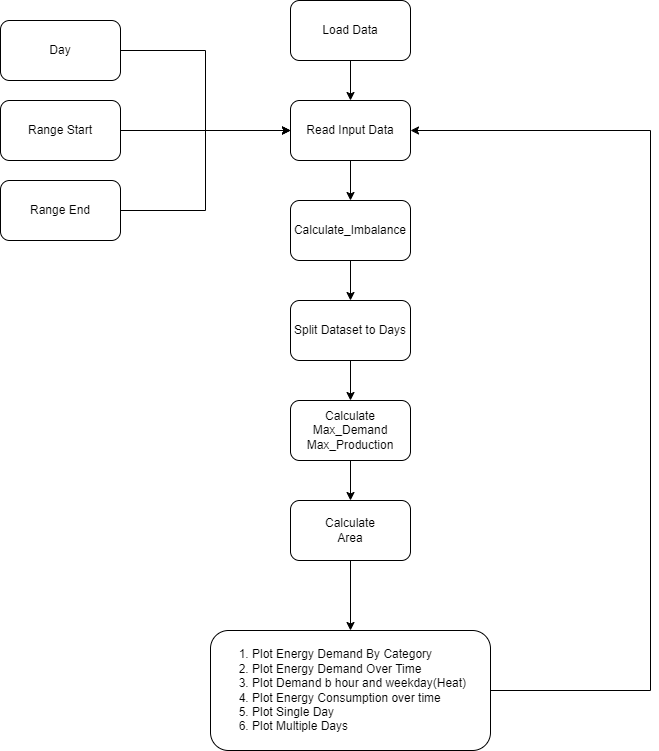 Load Data
Day
Range Start
Read Input Data
Range End
Calculate_Imbalance
Split Dataset to Days
Calculate
Max_Demand
Max_Production
Calculate
Area
1. Plot Energy Demand By Category
2. Plot Energy Demand Over Time
3. Plot Demand b hour and weekday(Heat)
4. Plot Energy Consumption over time
5. Plot Single Day
6. Plot Multiple Days